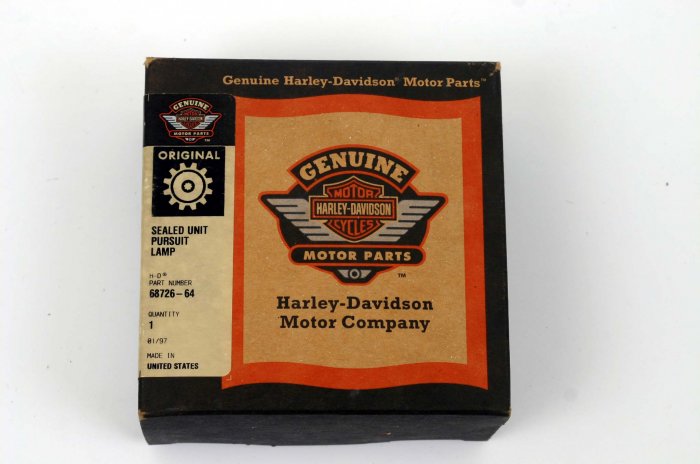 Genuine Harley-Davidson® Motor Parts™
GENUINE
HARLEY-DAVIDSON
MOTOR PARTS
™
ORIGINAL
SEALED UNIT
PURSUIT
LAMP
H-D®
PART NUMBER
68726-64
QUANTITY
1
01/97
MADE IN
UNITED STATES
GENUINE
MOTOR
HARLEY-DAVIDSON
CYCLES
MOTOR PARTS
™
Harley-Davidson
Motor Company